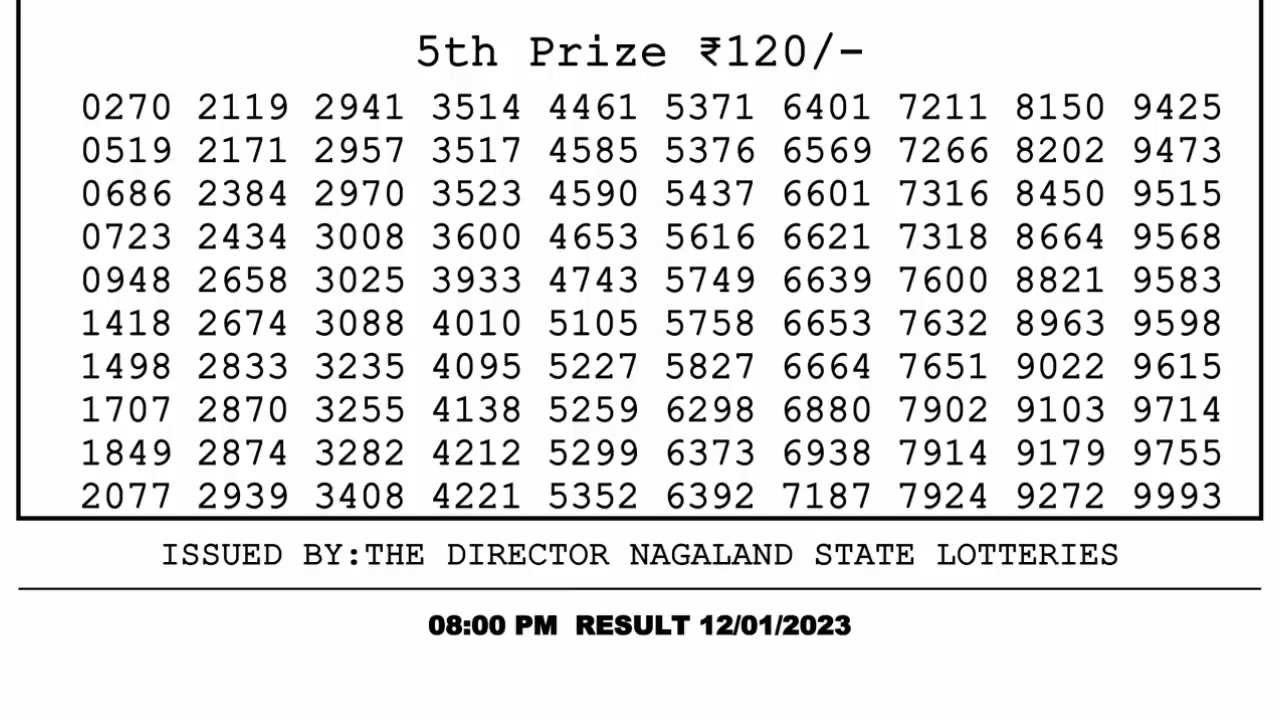 5th Prize ₹120/-
0270 2119 2941 3514 4461 5371 6401 7211 8150 9425
0519 2171 2957 3517 4585 5376 6569 7266 8202 9473
0686 2384 2970 3523 4590 5437 6601 7316 8450 9515
0723 2434 3008 3600 4653 5616 6621 7318 8664 9568
0948 2658 3025 3933 4743 5749 6639 7600 8821 9583
1418 2674 3088 4010 5105 5758 6653 7632 8963 9598
1498 2833 3235 4095 5227 5827 6664 7651 9022 9615
1707 2870 3255 4138 5259 6298 6880 7902 9103 9714
1849 2874 3282 4212 5299 6373 6938 7914 9179 9755
2077 2939 3408 4221 5352 6392 7187 7924 9272 9993
ISSUED BY:THE DIRECTOR NAGALAND STATE LOTTERIES
08:00 PM RESULT 12/01/2023